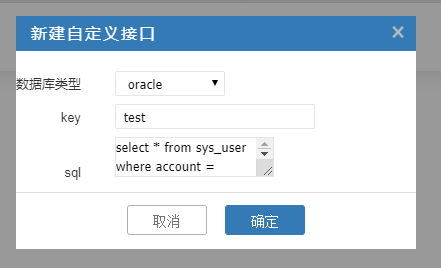 新建自定义接口
数据库类型 oracle
key test
sql select * from sys_user
where account =
取消 确定